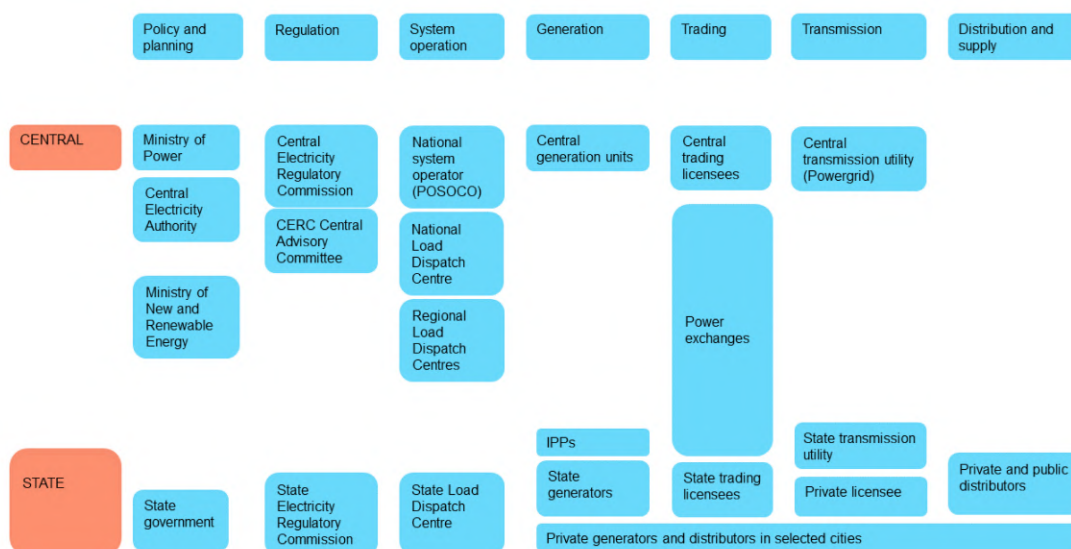 Policy and
planning
Regulation
System
operation
Generation
Trading
Transmission
Distribution and
supply
CENTRAL
Ministry of
Power
Central
Electricity
Authority
Ministry of
New and
Renewable
Energy
Central
Electricity
Regulatory
Commission
CERC Central
Advisory
Committee
National
system
operator
(POSOCO)
National
Load
Dispatch
Centre
Regional
Load
Dispatch
Centres
Central
generation units
Central
trading
licensees
Power
exchanges
Central
transmission utility
(Powergrid)
STATE
State
government
State
Electricity
Regulatory
Commission
State Load
Dispatch
Centre
IPPs
State
generators
State trading
licensees
State transmission
utility
Private licensee
Private and public
distributors
Private generators and distributors in selected cities